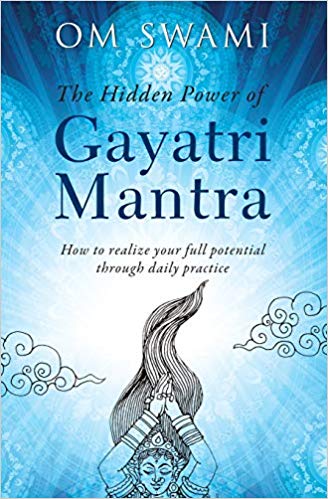 OM SWAMI
The Hidden Power of
Gayatri
Mantra
How to realize your full potential
through daily practice